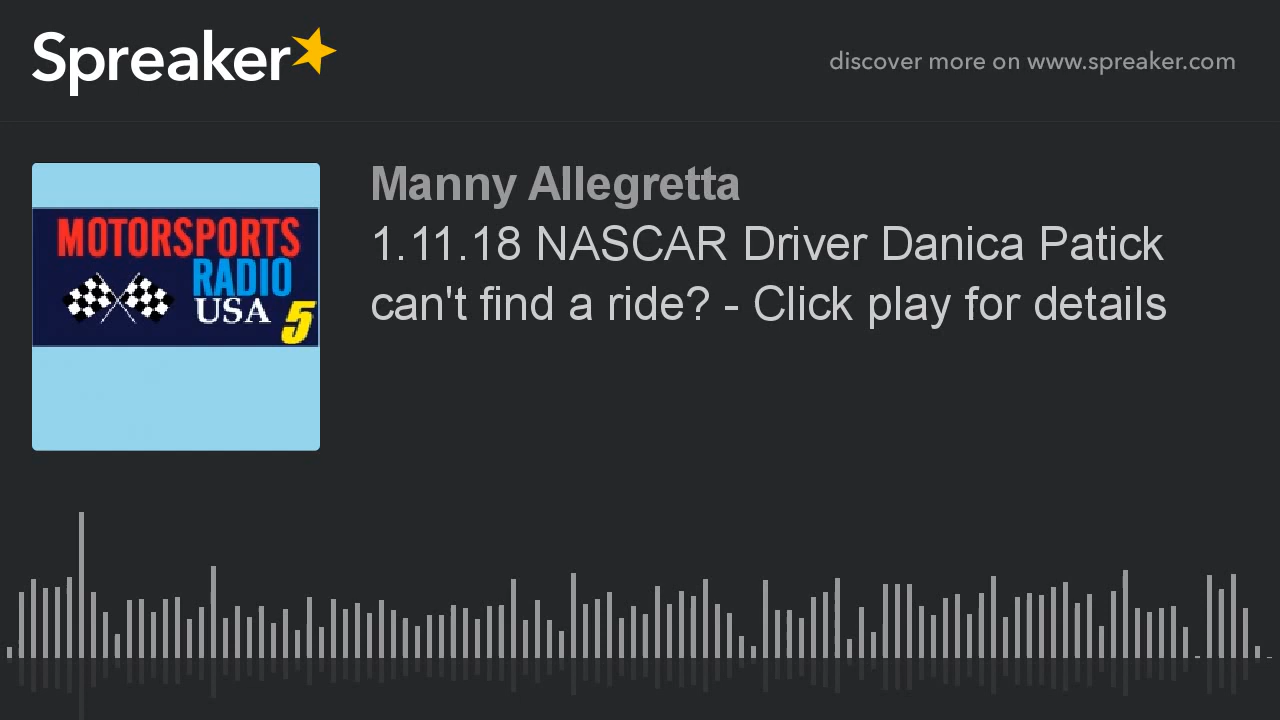 Spreaker
discover more on www.spreaker.com
MOTORSPORTS
RADIO
USA 5
Manny Allegretta
1.11.18 NASCAR Driver Danica Patick
can't find a ride? - Click play for details